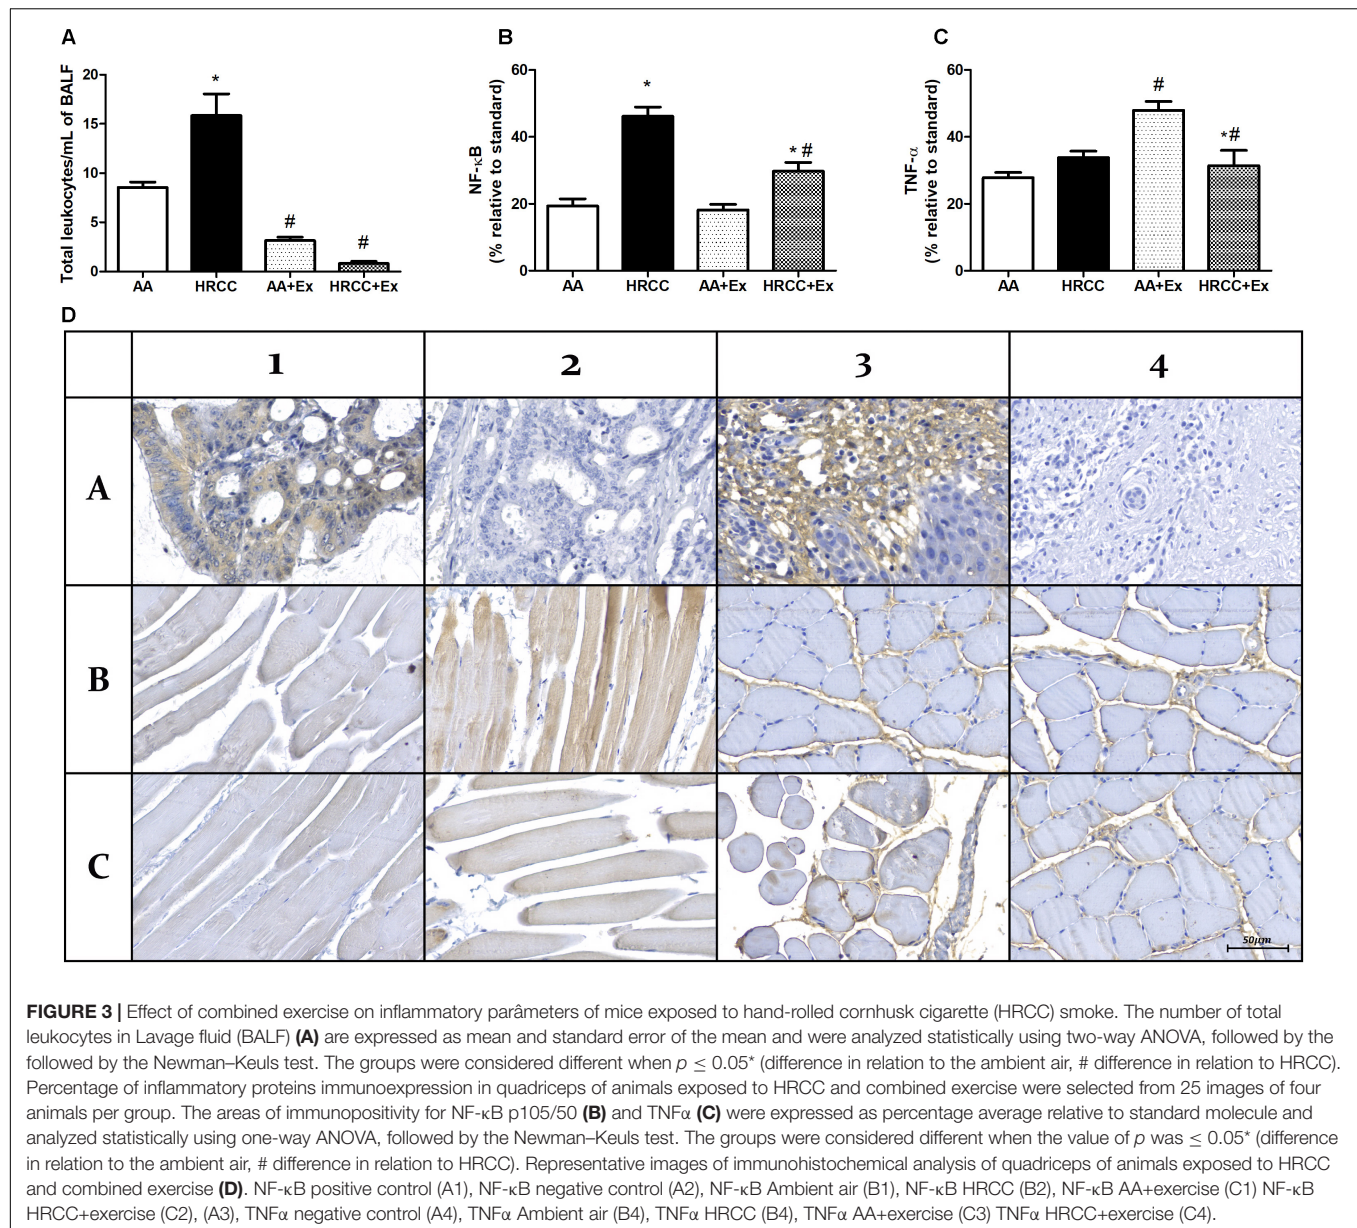 A
Total leukocytes/mL of BALF
20
15
10
5
0
*
#
#
AA
HRCC
AA+Ex
HRCC+Ex
B
NF-κB
(% relative to standard)
60
40
20
0
*
* #
AA
HRCC
AA+Ex
HRCC+Ex
C
TNF-α
(% relative to standard)
60
40
20
0
#
*#
AA
HRCC
AA+Ex
HRCC+Ex
D
1 2 3 4
A
B
C
50µm
FIGURE 3 | Effect of combined exercise on inflammatory parâmeters of mice exposed to hand-rolled cornhusk cigarette (HRCC) smoke. The number of total
leukocytes in Lavage fluid (BALF) (A) are expressed as mean and standard error of the mean and were analyzed statistically using two-way ANOVA, followed by the
followed by the Newman–Keuls test. The groups were considered different when p ≤ 0.05* (difference in relation to the ambient air, # difference in relation to HRCC).
Percentage of inflammatory proteins immunoexpression in quadriceps of animals exposed to HRCC and combined exercise were selected from 25 images of four
animals per group. The areas of immunopositivity for NF-κB p105/50 (B) and TNFα (C) were expressed as percentage average relative to standard molecule and
analyzed statistically using one-way ANOVA, followed by the Newman–Keuls test. The groups were considered different when the value of p was ≤ 0.05* (difference
in relation to the ambient air, # difference in relation to HRCC). Representative images of immunohistochemical analysis of quadriceps of animals exposed to HRCC
and combined exercise (D). NF-κB positive control (A1), NF-κB negative control (A2), NF-κB Ambient air (B1), NF-κB HRCC (B2), NF-κB AA+exercise (C1) NF-κB
HRCC+exercise (C2), (A3), TNFα negative control (A4), TNFα Ambient air (B4), TNFα HRCC (B4), TNFα AA+exercise (C3) TNFα HRCC+exercise (C4).